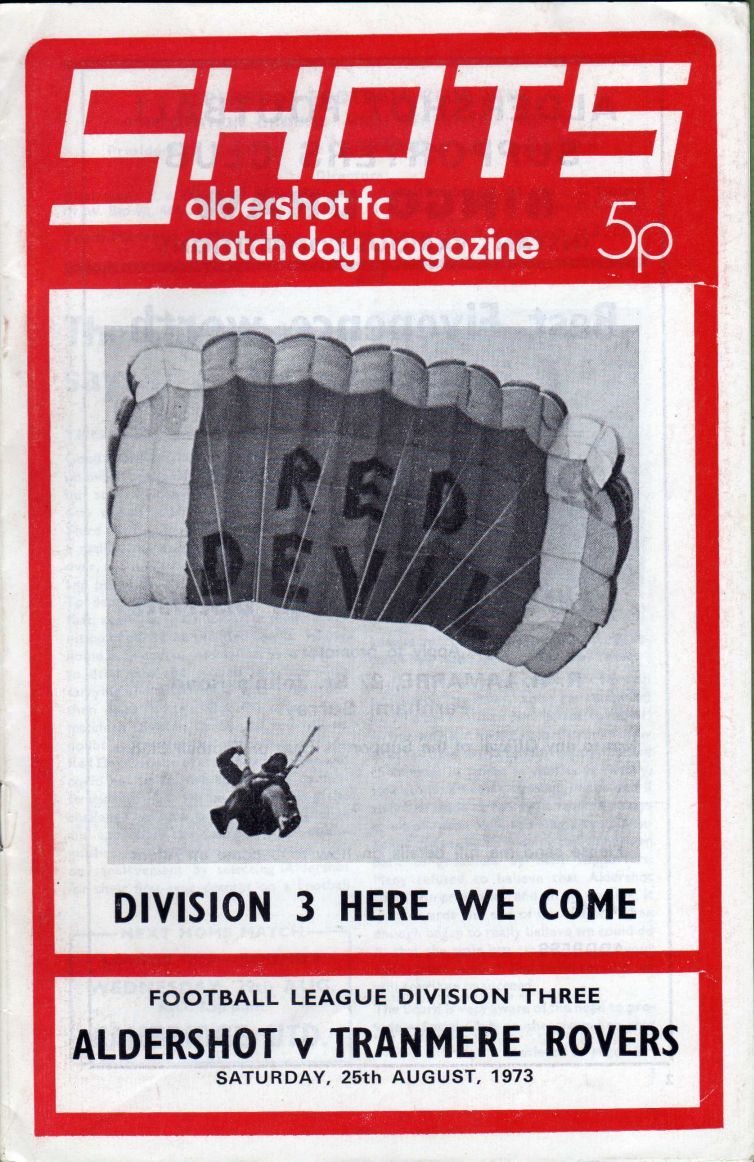 SHOTS
aldershot fc
match day magazine 5p
RED
DEVIL
DIVISION 3 HERE WE COME
FOOTBALL LEAGUE DIVISION THREE
ALDERSHOT v TRANMERE ROVERS
SATURDAY, 25th AUGUST, 1973